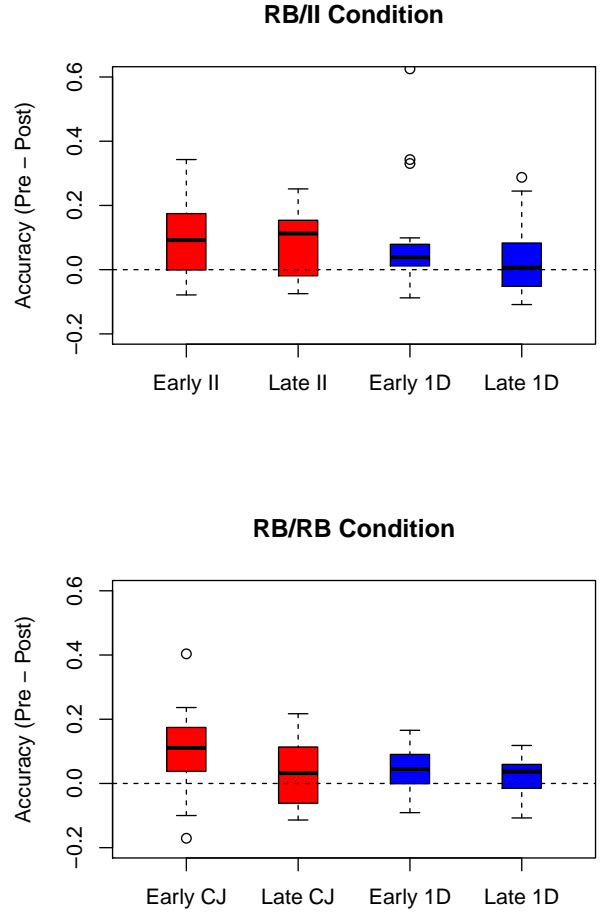 RB/II Condition
Accuracy (Pre − Post)
0.6
0.4
0.2
0.0
−0.2
Early II Late II Early 1D Late 1D
RB/RB Condition
Accuracy (Pre − Post)
0.6
0.4
0.2
0.0
−0.2
Early CJ Late CJ Early 1D Late 1D